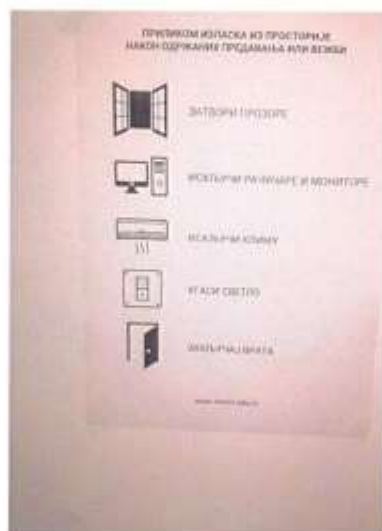 ПРИЛИКОМ ИЗЛАСКА ИЗ ПРОСТОРИЈЕ
НАКОН ОДРЖАНИХ ПРЕДАВАЊА ИЛИ ВЕЖБИ
ЗАТВОРИ ПРОЗОРЕ
ИСКЉУЧИ РАЧУНАРЕ И МОНИТОРЕ
ИСКЉУЧИ КЛИМУ
УГАСИ СВЕТЛО
ЗАКЉУЧАЈ ВРАТА